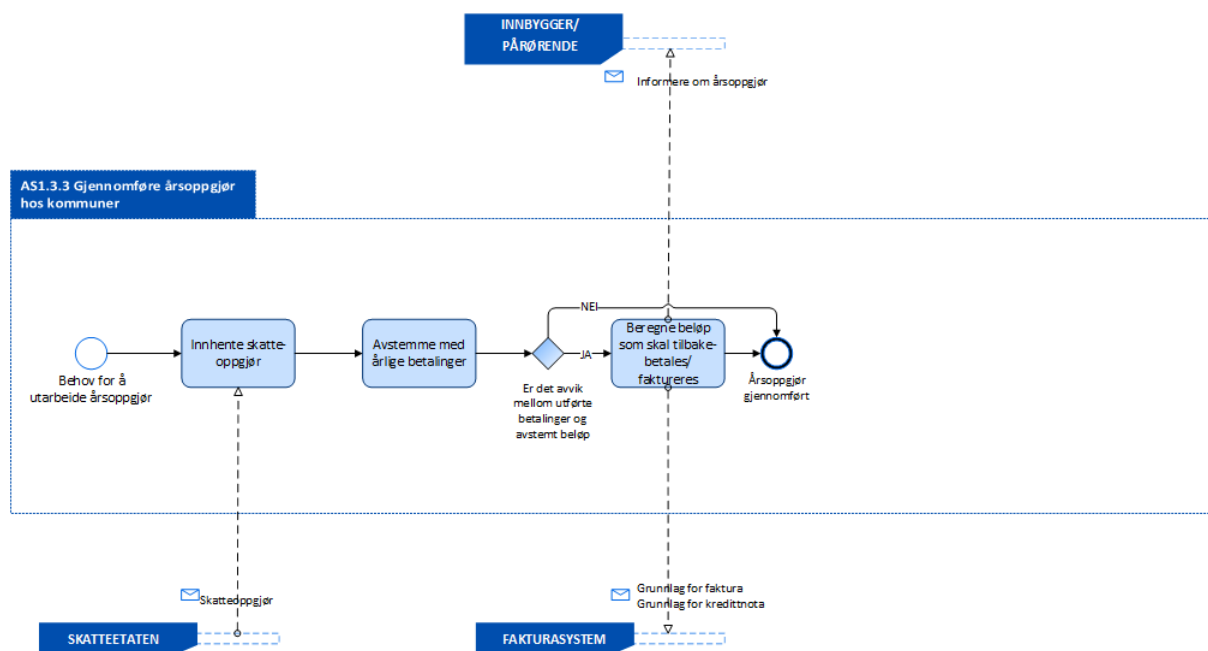 INNBYGGER/
PÅRØRENDE
Informere om årsoppgjør
AS1.3.3 Gjennomføre årsoppgjør
hos kommuner
NEI
Innhente skatte-
oppgjør
Avstemme med
årlige betalinger
JA
Beregne beløp
som skal tilbake-
betales/
faktureres
Behov for å
utarbeide årsoppgjør
Er det avvik
mellom utførte
betalinger og
avstemt beløp
Årsoppgjør
gjennomført
Skatteoppgjør
Grunnlag for faktura
Grunnlag for kredittnota
SKATTEETATEN
FAKTURASYSTEM